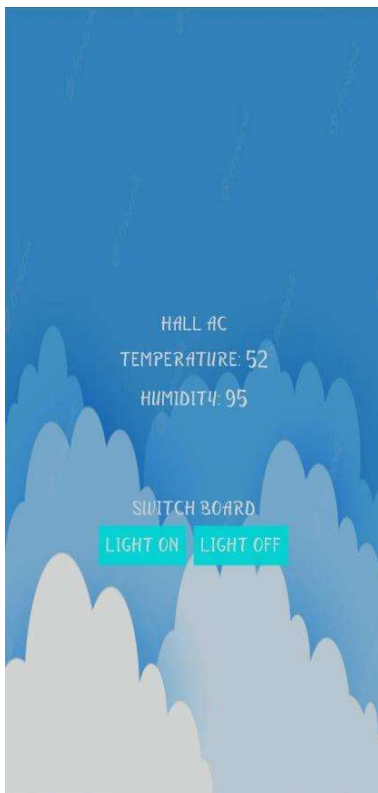 HALL AC
TEMPERATURE: 52
HUMIDITY: 95
SWITCH BOARD
LIGHT ON LIGHT OFF